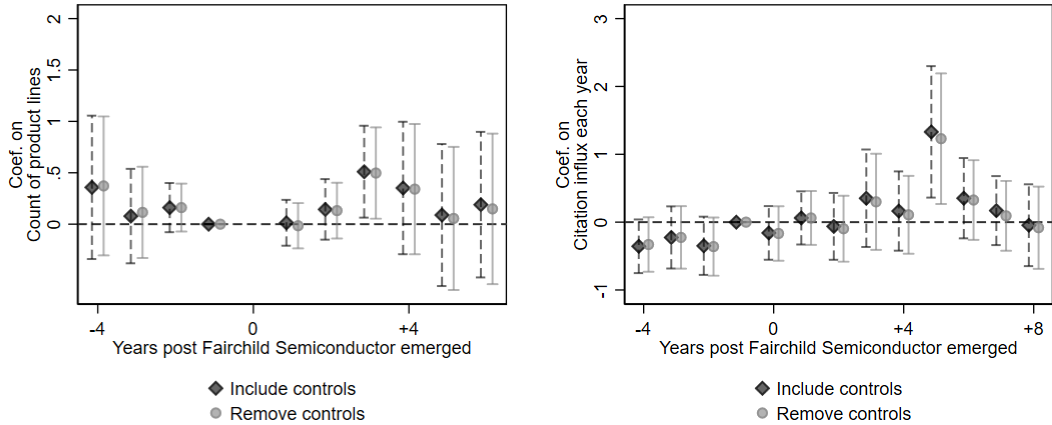 Coef. on
Count of product lines
2
1.5
1
.5
0
-4
0
+4
Years post Fairchild Semiconductor emerged
Include controls
Remove controls
Coef. on
Citation influx each year
3
2
1
0
-1
-4
0
+4
+8
Years post Fairchild Semiconductor emerged
Include controls
Remove controls